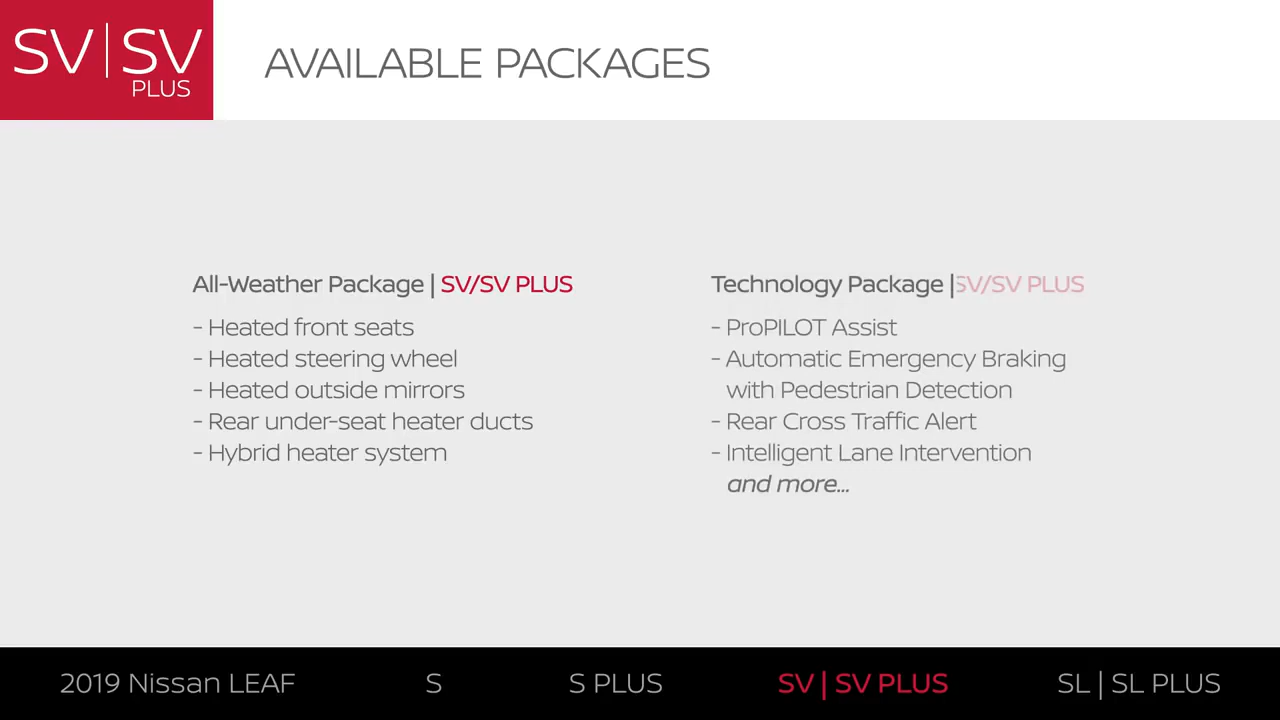 SV | SV
PLUS
AVAILABLE PACKAGES
All-Weather Package | SV/SV PLUS
- Heated front seats
- Heated steering wheel
- Heated outside mirrors
- Rear under-seat heater ducts
- Hybrid heater system
Technology Package | SV/SV PLUS
- ProPILOT Assist
- Automatic Emergency Braking
with Pedestrian Detection
- Rear Cross Traffic Alert
- Intelligent Lane Intervention
and more...
2019 Nissan LEAF S S PLUS SV | SV PLUS SL | SL PLUS